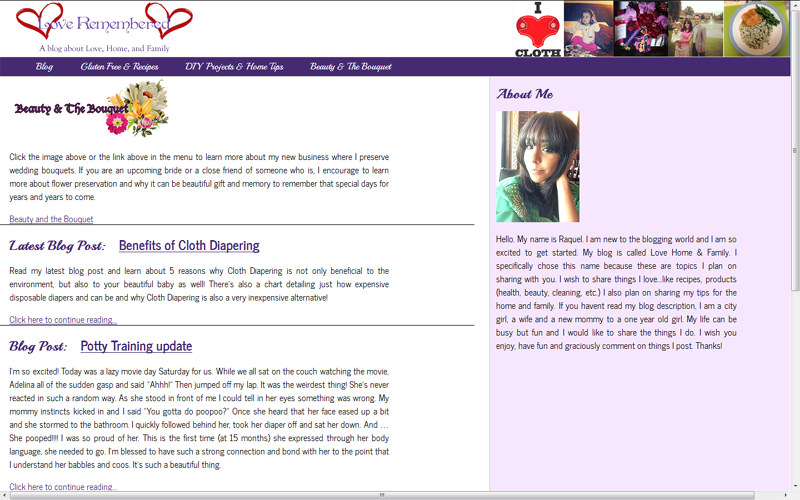 Love Remembered
A blog about Love, Home, and Family
I
CLOTH
Blog Gluten Free & Recipes DIY Projects & Home Tips Beauty & The Bouquet
Beauty & The Bouquet
Click the image above or the link above in the menu to learn more about my new business where I preserve
wedding bouquets. If you are an upcoming bride or a close friend of someone who is, I encourage to learn
more about flower preservation and why it can be beautiful gift and memory to remember that special days for
years and years to come.
Beauty and the Bouquet
Latest Blog Post: Benefits of Cloth Diapering
Read my latest blog post and learn about 5 reasons why Cloth Diapering is not only beneficial to the
environment, but also to your beautiful baby as well! There's also a chart detailing just how expensive
disposable diapers and can be and why Cloth Diapering is also a very inexpensive alternative!
Click here to continue reading...
Blog Post: Potty Training update
I'm so excited! Today was a lazy movie day Saturday for us. While we all sat on the couch watching the movie,
Adelina all of the sudden gasp and said "Ahhh!" Then jumped off my lap. It was the weirdest thing! She's never
reacted in such a random way. As she stood in front of me I could tell in her eyes something was wrong. My
mommy instincts kicked in and I said "You gotta do poopoo?" Once she heard that her face eased up a bit
and she stormed to the bathroom. I quickly followed behind her, took her diaper off and sat her down. And ...
She pooped!!!! I was so proud of her. This is the first time (at 15 months) she expressed through her body
language, she needed to go. I'm blessed to have such a strong connection and bond with her to the point that
I understand her babbles and coos. It's such a beautiful thing.
Click here to continue reading...
About Me
Hello. My name is Raquel. I am new to the blogging world and I am so
excited to get started. My blog is called Love Home & Family. I
specifically chose this name because these are topics I plan on
sharing with you. I wish to share things I love...like recipes, products
(health, beauty, cleaning, etc.) I also plan on sharing my tips for the
home and family. If you havent read my blog description, I am a city
girl, a wife and a new mommy to a one year old girl. My life can be
busy but fun and I would like to share the things I do. I wish you
enjoy, have fun and graciously comment on things I post. Thanks!